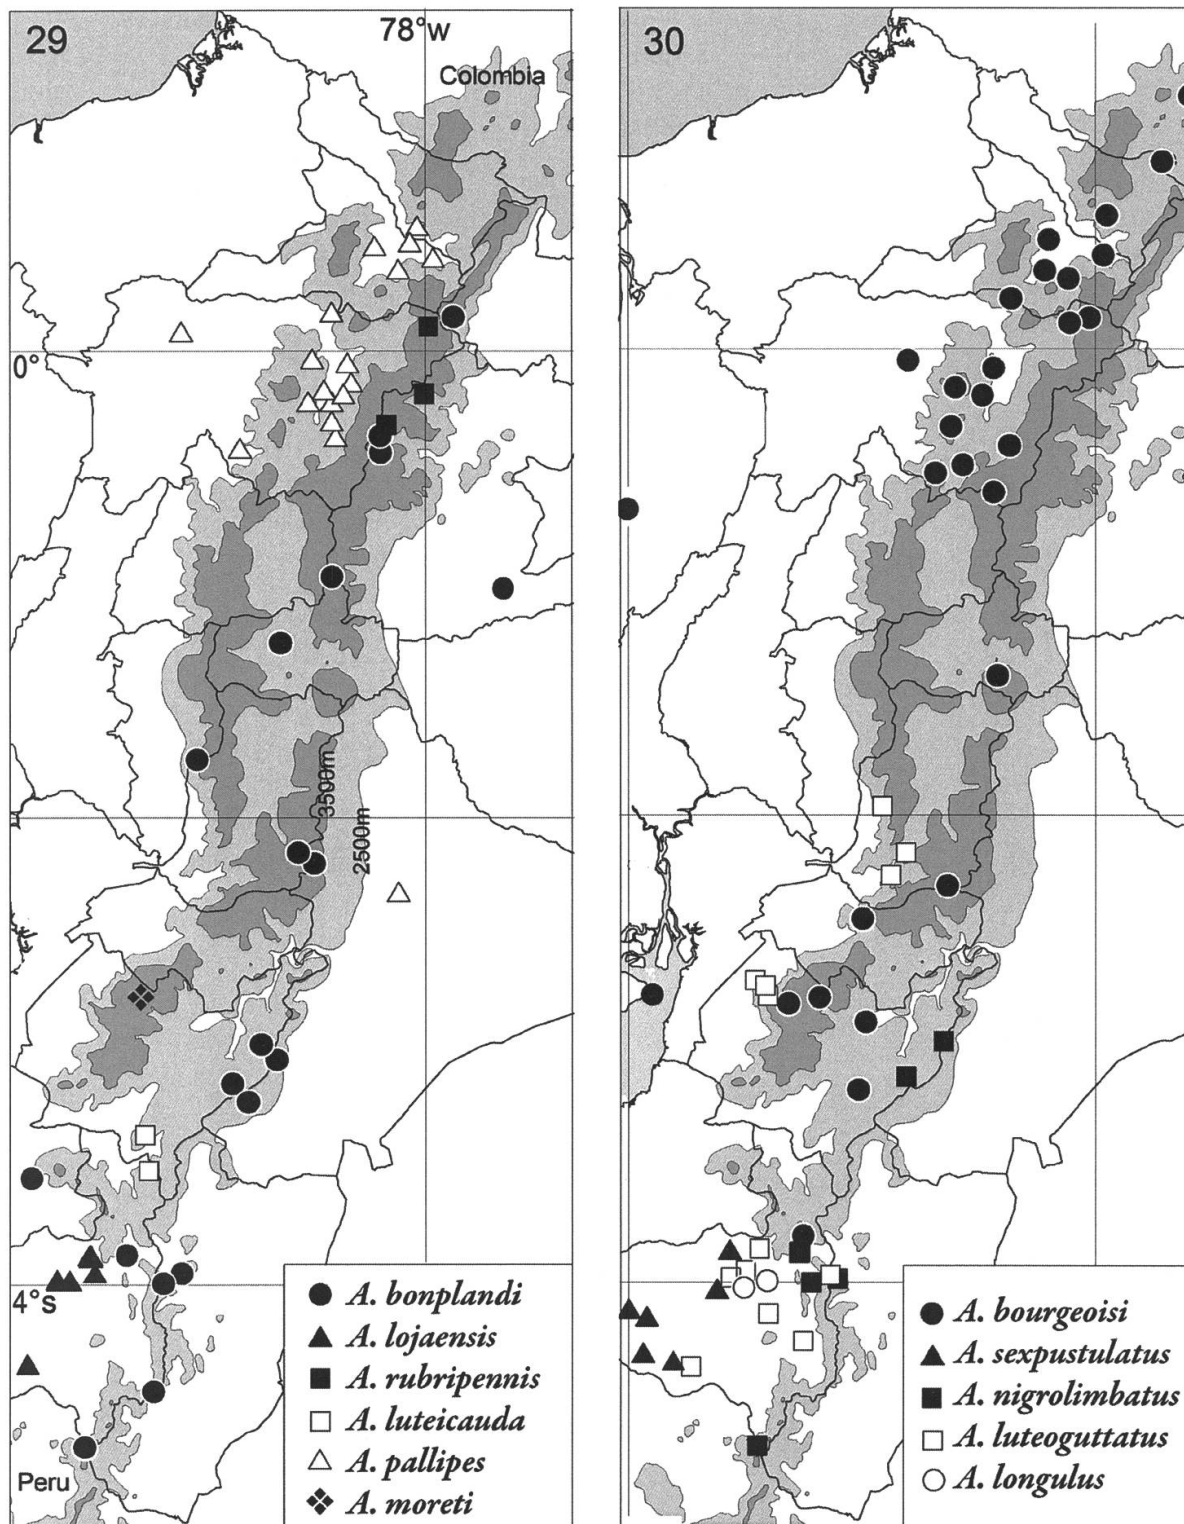 29
78°w
Colombia
0°
3500m
2500m
4°s
Peru
A. bonplandi
A. lojaensis
A. rubripennis
A. luteicauda
A. pallipes
A. moreti
30
A. bourgeoisi
A. sexpustulatus
A. nigrolimbatus
A. luteoguttatus
A. longulus